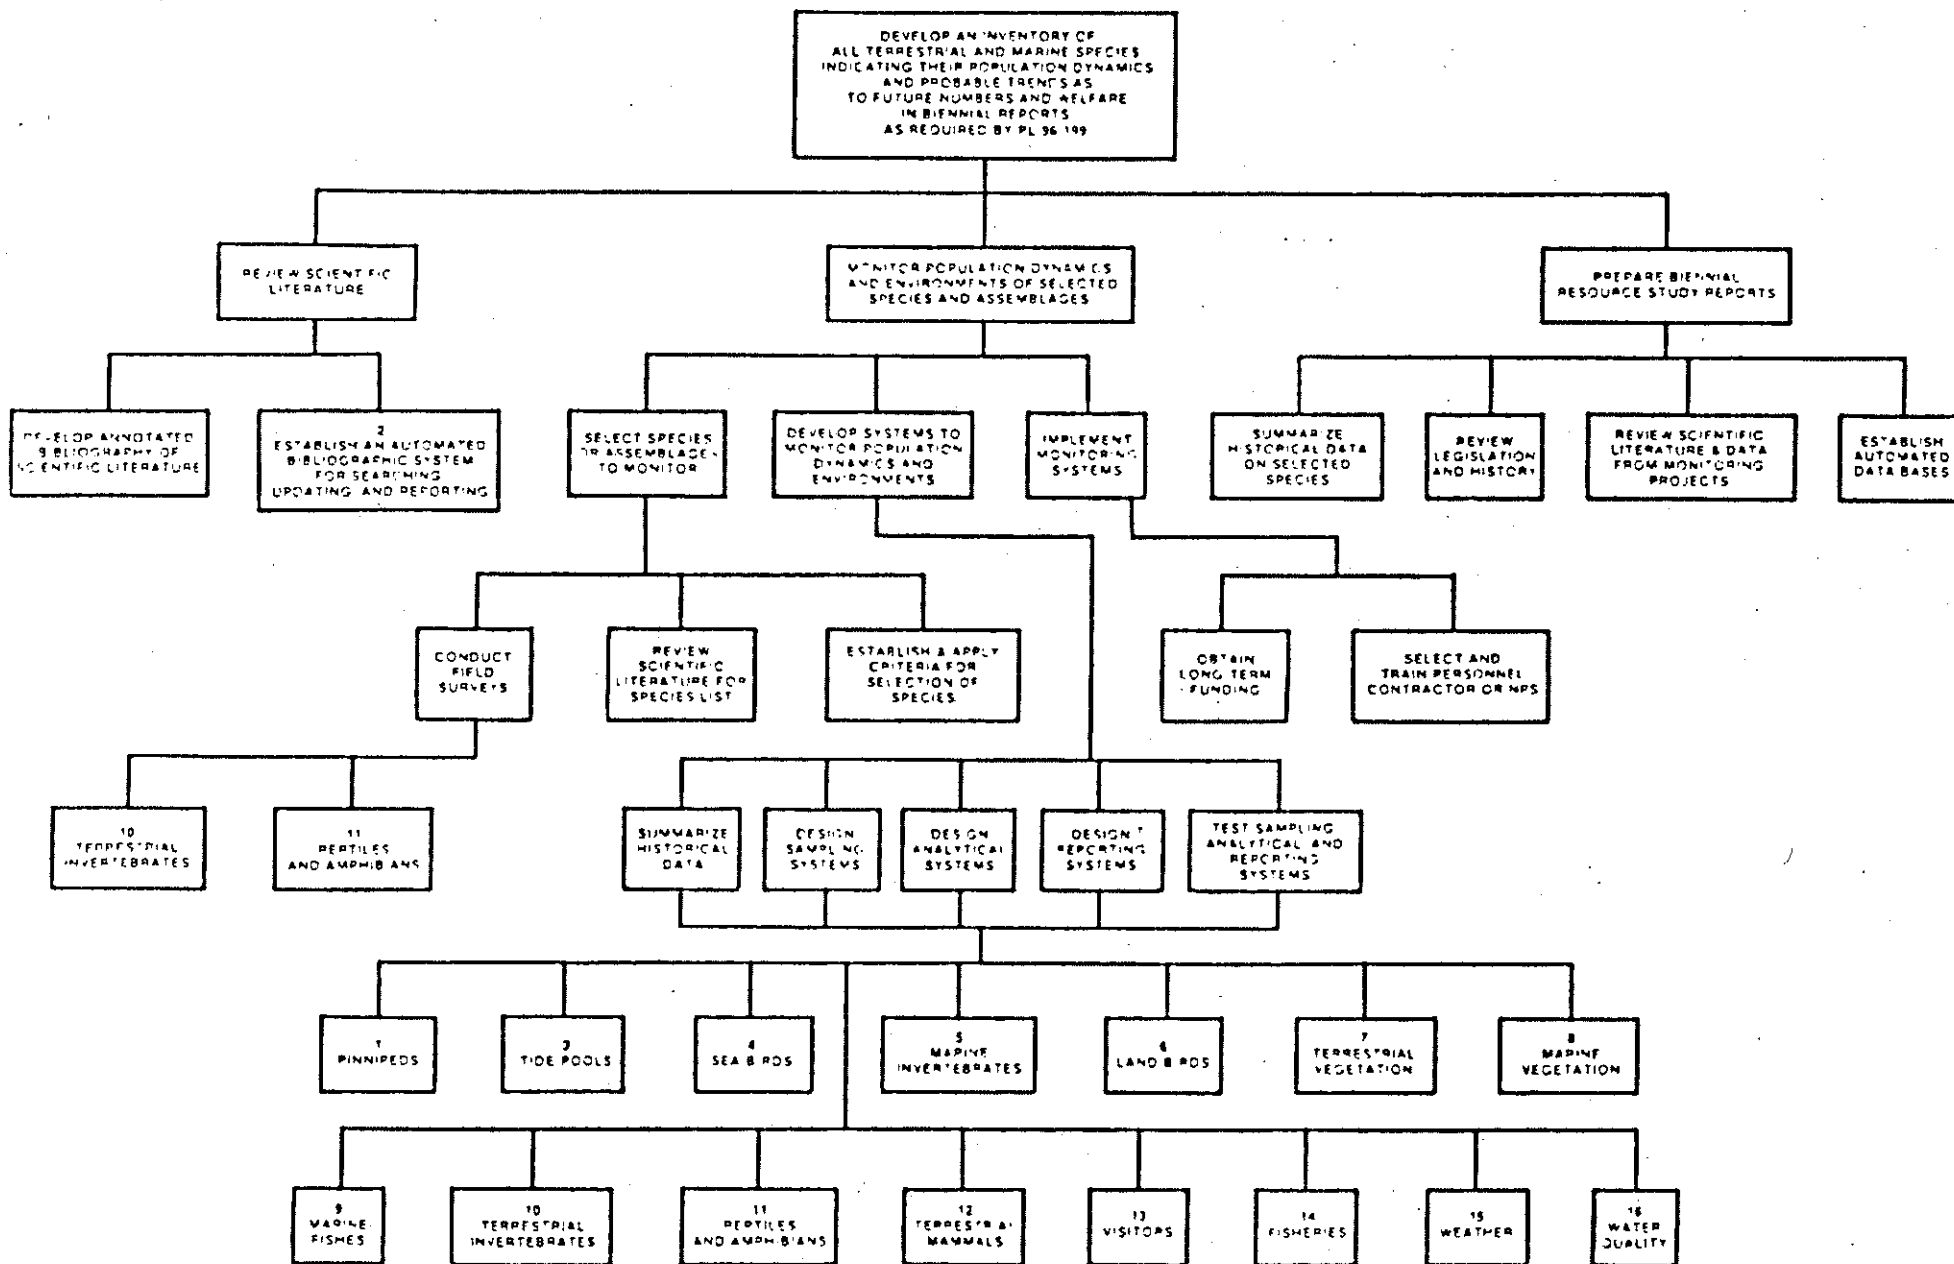 DEVELOP AN INVENTORY OF
ALL TERRESTRIAL AND MARINE SPECIES
INDICATING THEIR POPULATION DYNAMICS
AND PROBABLE TRENDS AS
TO FUTURE NUMBERS AND WELFARE
IN BIENNIAL REPORTS
AS REQUIRED BY PL 96 199
REVIEW SCIENTIFIC
LITERATURE
MONITOR POPULATION DYNAMICS
AND ENVIRONMENTS OF SELECTED
SPECIES AND ASSEMBLAGES
PREPARE BIENNIAL
RESOURCE STUDY REPORTS
DEVELOP ANNOTATED
BIBLIOGRAPHY OF
SCIENTIFIC LITERATURE
2
ESTABLISH AN AUTOMATED
BIBLIOGRAPHIC SYSTEM
FOR SEARCHING
UPDATING AND REPORTING
SELECT SPECIES
OR ASSEMBLAGES
TO MONITOR
DEVELOP SYSTEMS TO
MONITOR POPULATION
DYNAMICS AND
ENVIRONMENTS
IMPLEMENT
MONITORING
SYSTEMS
SUMMARIZE
HISTORICAL DATA
ON SELECTED
SPECIES
REVIEW
LEGISLATION
AND HISTORY
REVIEW SCIENTIFIC
LITERATURE & DATA
FROM MONITORING
PROJECTS
ESTABLISH
AUTOMATED
DATA BASES
CONDUCT
FIELD
SURVEYS
REVIEW
SCIENTIFIC
LITERATURE FOR
SPECIES LIST
ESTABLISH & APPLY
CRITERIA FOR
SELECTION OF
SPECIES
OBTAIN
LONG TERM
FUNDING
SELECT AND
TRAIN PERSONNEL
CONTRACTOR OR NPS
10
TERRESTRIAL
INVERTEBRATES
11
REPTILES
AND AMPHIBIANS
SUMMARIZE
HISTORICAL
DATA
DESIGN
SAMPLING
SYSTEMS
DESIGN
ANALYTICAL
SYSTEMS
DESIGN
REPORTING
SYSTEMS
TEST SAMPLING
ANALYTICAL AND
REPORTING
SYSTEMS
1
PINNIPEDS
3
TIDE POOLS
4
SEA BIRDS
5
MARINE
INVERTEBRATES
6
LAND BIRDS
7
TERRESTRIAL
VEGETATION
8
MARINE
VEGETATION
9
MARINE
FISHES
10
TERRESTRIAL
INVERTEBRATES
11
REPTILES
AND AMPHIBIANS
12
TERRESTRIAL
MAMMALS
13
VISITORS
14
FISHERIES
15
WEATHER
16
WATER
QUALITY